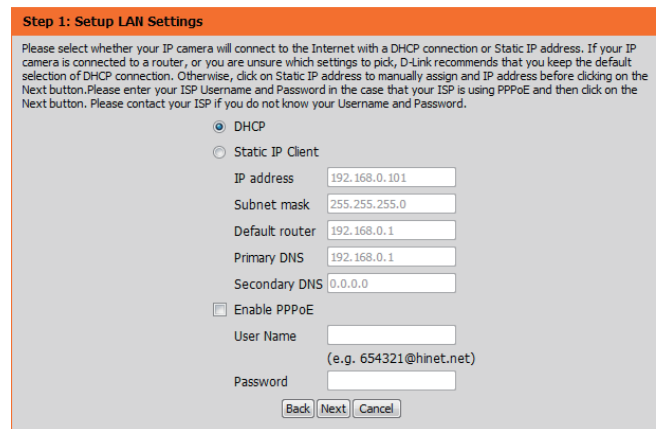 Step 1: Setup LAN Settings
Please select whether your IP camera will connect to the Internet with a DHCP connection or Static IP address. If your IP
camera is connected to a router, or you are unsure which settings to pick, D-Link recommends that you keep the default
selection of DHCP connection. Otherwise, click on Static IP address to manually assign and IP address before clicking on the
Next button.Please enter your ISP Username and Password in the case that your ISP is using PPPoE and then click on the
Next button. Please contact your ISP if you do not know your Username and Password.
DHCP
Static IP Client
IP address 192.168.0.101
Subnet mask 255.255.255.0
Default router 192.168.0.1
Primary DNS 192.168.0.1
Secondary DNS 0.0.0.0
Enable PPPoE
User Name
(e.g. 654321@hinet.net)
Password
Back Next Cancel